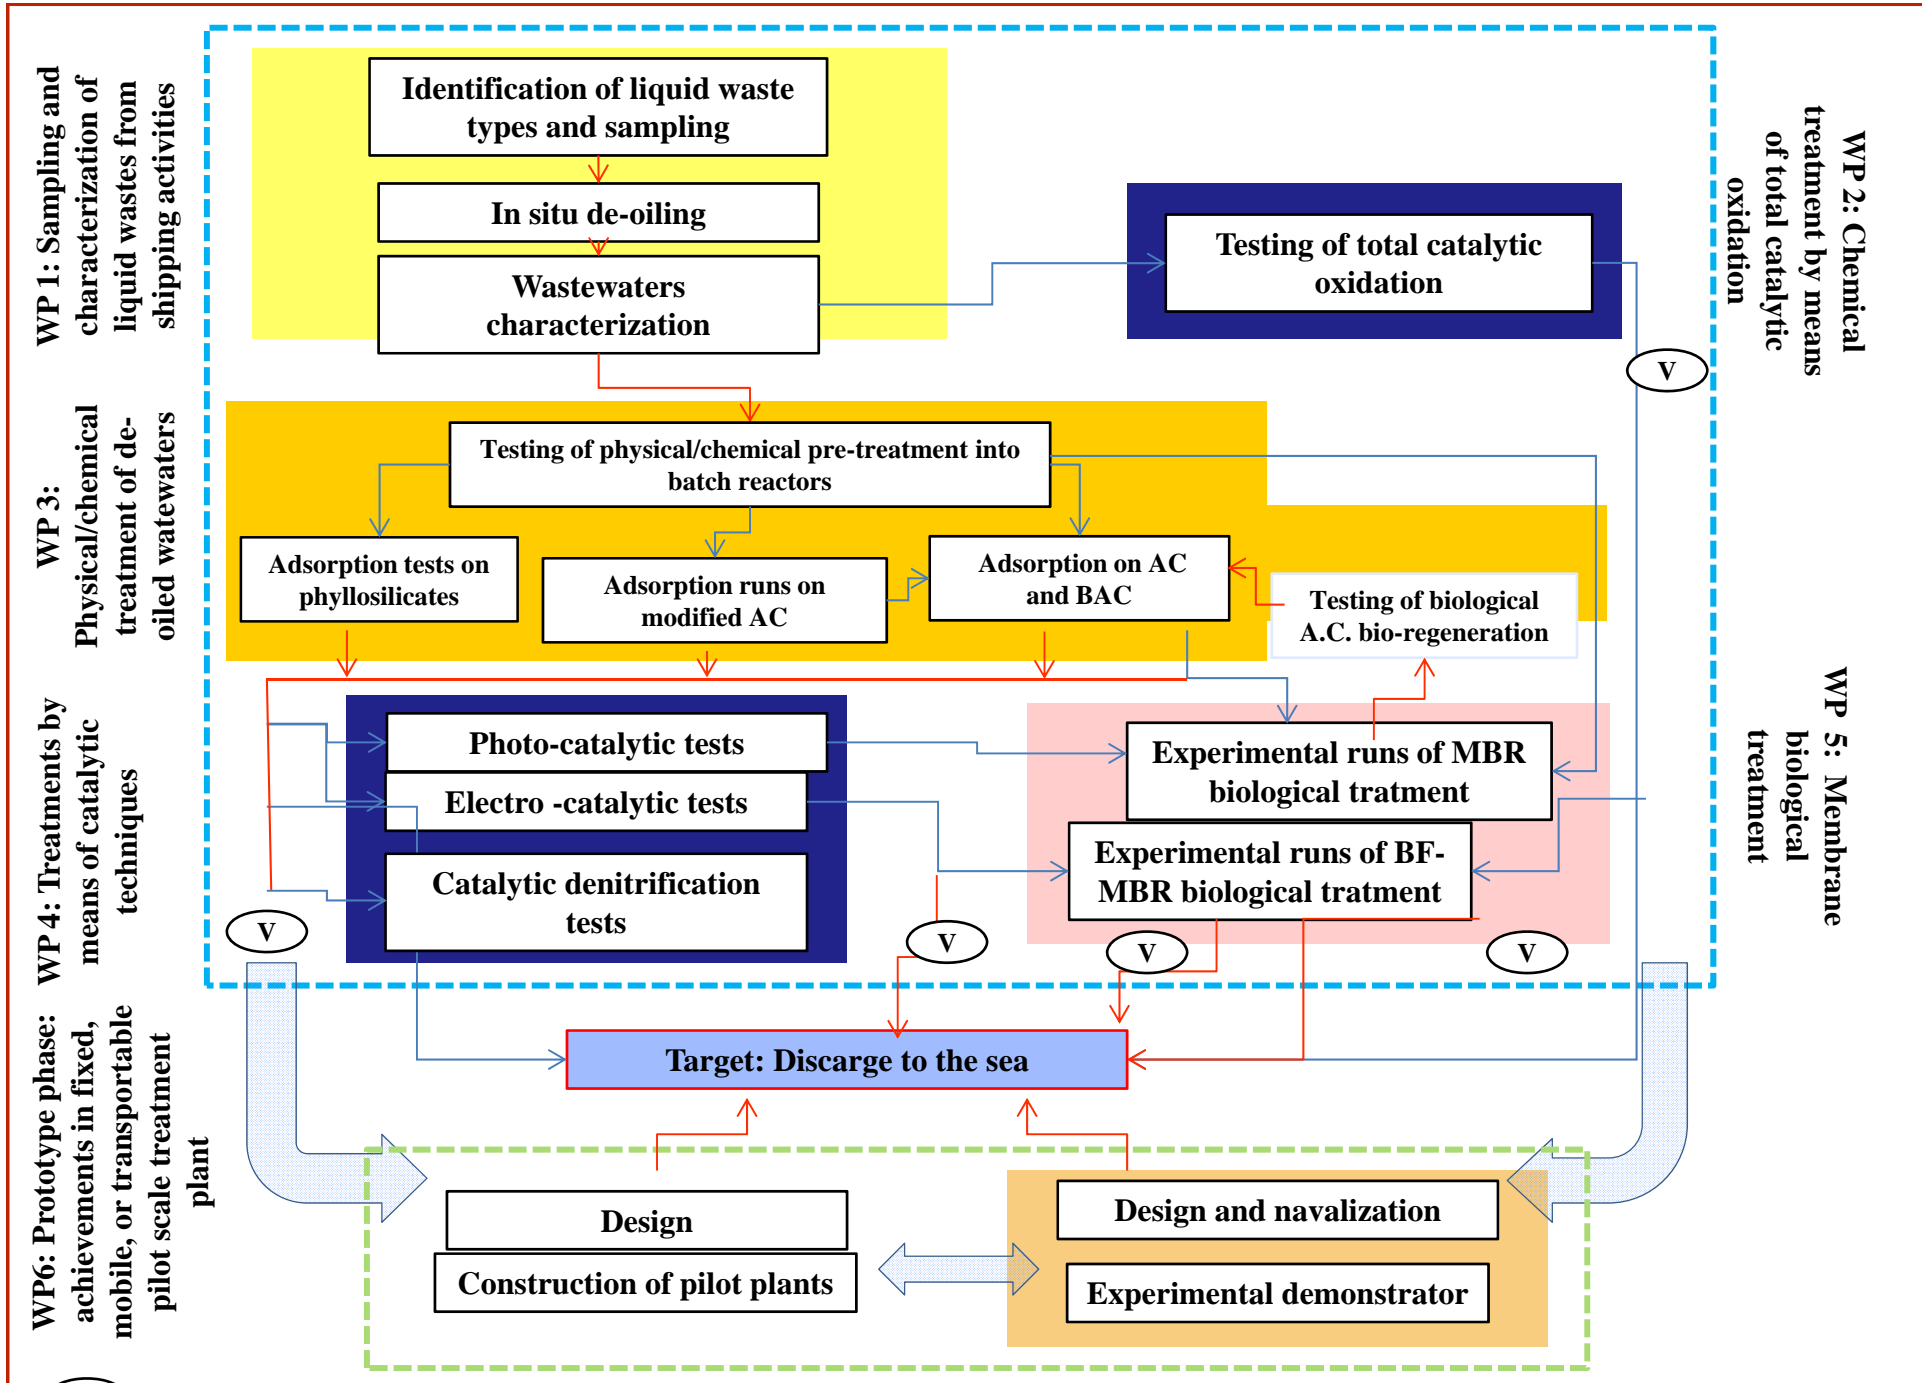 WP 1: Sampling and
characterization of
liquid wastes from
shipping activities
Identification of liquid waste
types and sampling
In situ de-oiling
Wastewaters
characterization
Testing of total catalytic
oxidation
WP 2: Chemical
treatment by means
of total catalytic
oxidation
V
WP 3:
Physical/chemical
treatment of de-
oiled watewaters
Testing of physical/chemical pre-treatment into
batch reactors
Adsorption tests on
phyllosilicates
Adsorption runs on
modified AC
Adsorption on AC
and BAC
Testing of biological
A.C. bio-regeneration
WP 4: Treatments by
means of catalytic
techniques
Photo-catalytic tests
Electro -catalytic tests
Catalytic denitrification
tests
Experimental runs of MBR
biological tratment
Experimental runs of BF-
MBR biological tratment
WP 5: Membrane
biological
treatment
V
V
V
V
Target: Discarge to the sea
WP6: Prototype phase:
achievements in fixed,
mobile, or transportable
pilot scale treatment
plant
Design
Construction of pilot plants
Design and navalization
Experimental demonstrator